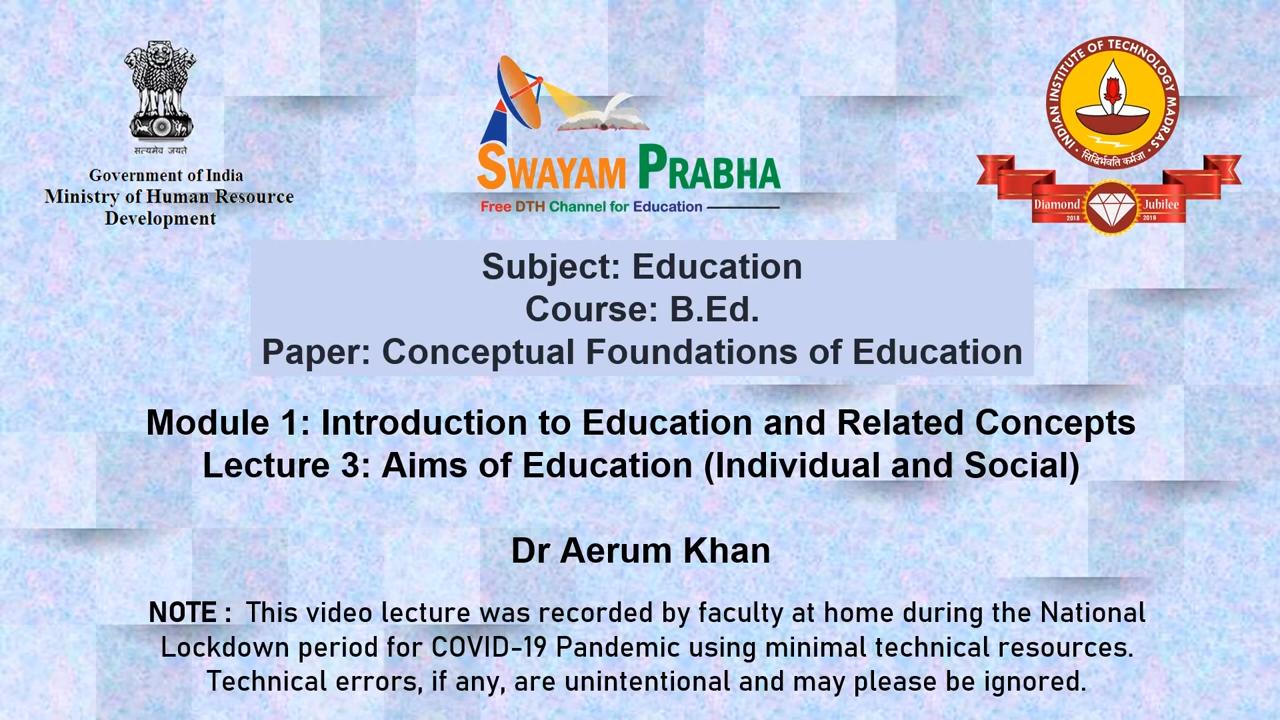 सत्यमेव जयते
Government of India
Ministry of Human Resource
Development
SWAYAM PRABHA
Free DTH Channel for Education
INDIAN INSTITUTE OF TECHNOLOGY MADRAS
सिद्धिर्भवति कर्मजा
Diamond Jubilee
2018 2019
Subject: Education
Course: B.Ed.
Paper: Conceptual Foundations of Education
Module 1: Introduction to Education and Related Concepts
Lecture 3: Aims of Education (Individual and Social)
Dr Aerum Khan
NOTE : This video lecture was recorded by faculty at home during the National
Lockdown period for COVID-19 Pandemic using minimal technical resources.
Technical errors, if any, are unintentional and may please be ignored.